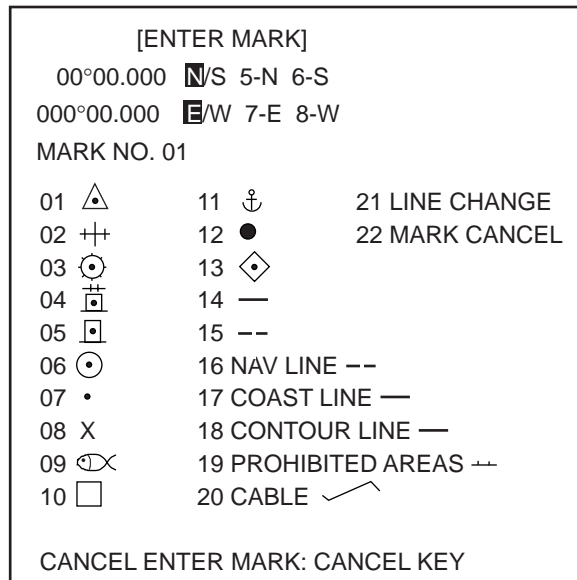 [ENTER MARK]
00°00.000 N/S 5-N 6-S
000°00.000 E/W 7-E 8-W
MARK NO. 01
01 11 21 LINE CHANGE
02 12 22 MARK CANCEL
03 13
04 14
05 15
06 16 NAV LINE
07 17 COAST LINE
08 X 18 CONTOUR LINE
09 19 PROHIBITED AREAS
10 20 CABLE
CANCEL ENTER MARK: CANCEL KEY